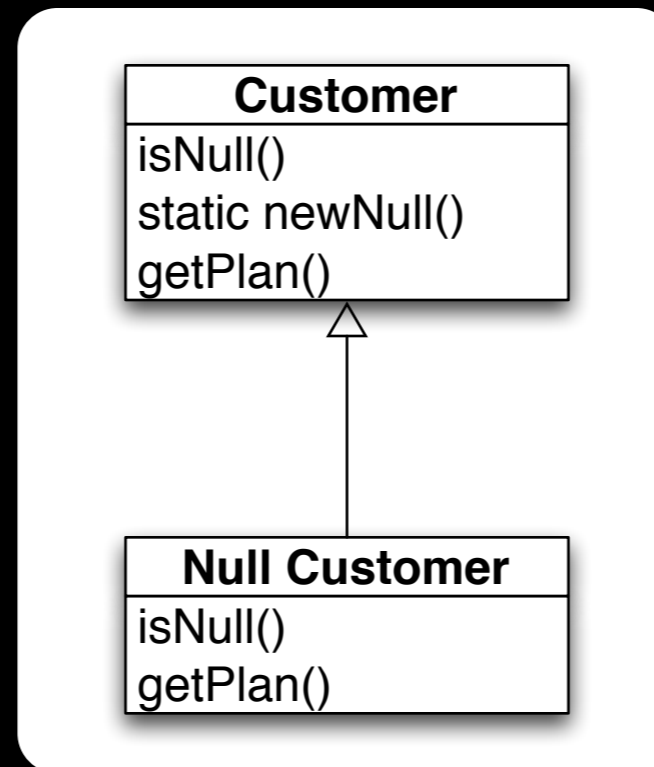 Customer
isNull()
static newNull()
getPlan()
Null Customer
isNull()
getPlan()